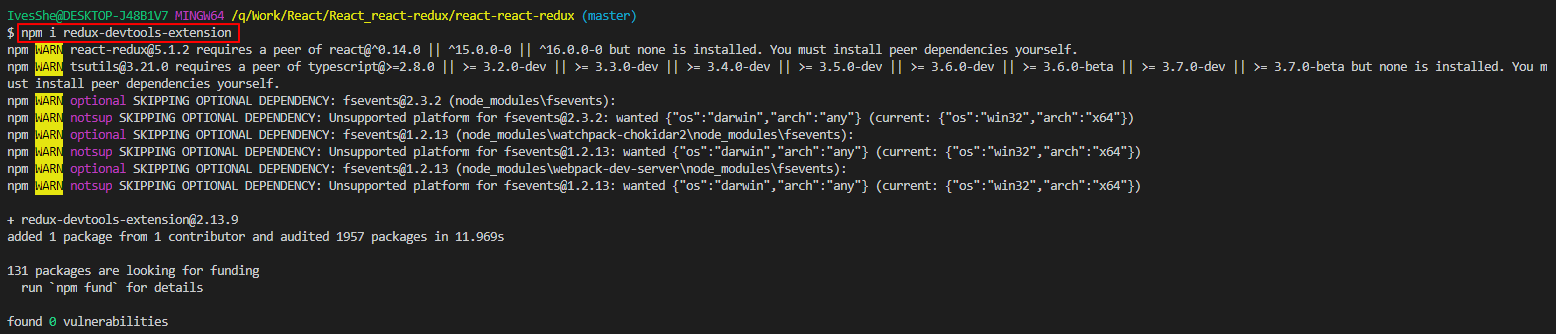 IvesShe@DESKTOP-J48B1V7 MINGW64 /q/Work/React/React_react-redux/react-react-redux (master)
$ npm i redux-devtools-extension
npm WARN react-redux@5.1.2 requires a peer of react@^0.14.0 || ^15.0.0-0 || ^16.0.0-0 but none is installed. You must install peer dependencies yourself.
npm WARN tsutils@3.21.0 requires a peer of typescript@>=2.8.0 || >= 3.2.0-dev || >= 3.3.0-dev || >= 3.4.0-dev || >= 3.5.0-dev || >= 3.6.0-dev || >= 3.6.0-beta || >= 3.7.0-dev || >= 3.7.0-beta but none is installed. You m
ust install peer dependencies yourself.
npm WARN optional SKIPPING OPTIONAL DEPENDENCY: fsevents@2.3.2 (node_modules\fsevents):
npm WARN notsup SKIPPING OPTIONAL DEPENDENCY: Unsupported platform for fsevents@2.3.2: wanted {"os":"darwin","arch":"any"} (current: {"os":"win32","arch":"x64"})
npm WARN optional SKIPPING OPTIONAL DEPENDENCY: fsevents@1.2.13 (node_modules\watchpack-chokidar2\node_modules\fsevents):
npm WARN notsup SKIPPING OPTIONAL DEPENDENCY: Unsupported platform for fsevents@1.2.13: wanted {"os":"darwin","arch":"any"} (current: {"os":"win32","arch":"x64"})
npm WARN optional SKIPPING OPTIONAL DEPENDENCY: fsevents@1.2.13 (node_modules\webpack-dev-server\node_modules\fsevents):
npm WARN notsup SKIPPING OPTIONAL DEPENDENCY: Unsupported platform for fsevents@1.2.13: wanted {"os":"darwin","arch":"any"} (current: {"os":"win32","arch":"x64"})
+ redux-devtools-extension@2.13.9
added 1 package from 1 contributor and audited 1957 packages in 11.969s
131 packages are looking for funding
run `npm fund` for details
found 0 vulnerabilities